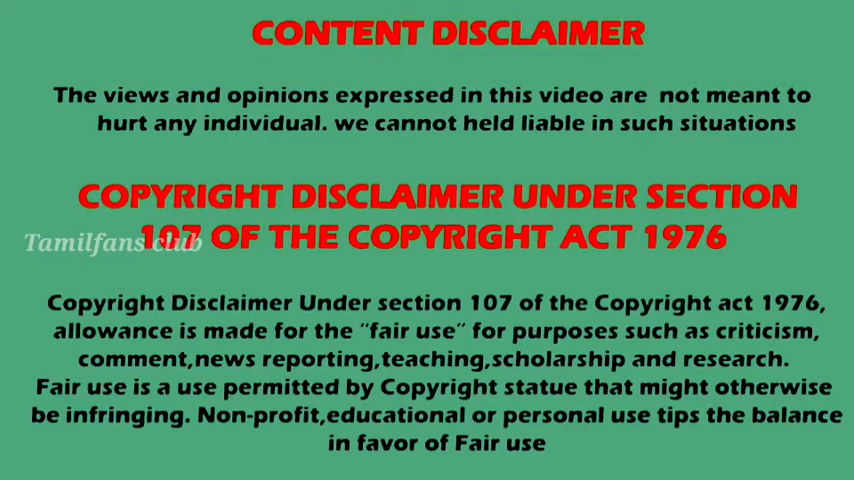 CONTENT DISCLAIMER
The views and opinions expressed in this video are not meant to
hurt any individual. we cannot held liable in such situations
COPYRIGHT DISCLAIMER UNDER SECTION
107 OF THE COPYRIGHT ACT 1976
Tamilfans club
Copyright Disclaimer Under section 107 of the Copyright act 1976,
allowance is made for the "fair use" for purposes such as criticism,
comment,news reporting,teaching,scholarship and research.
Fair use is a use permitted by Copyright statue that might otherwise
be infringing. Non-profit,educational or personal use tips the balance
in favor of Fair use